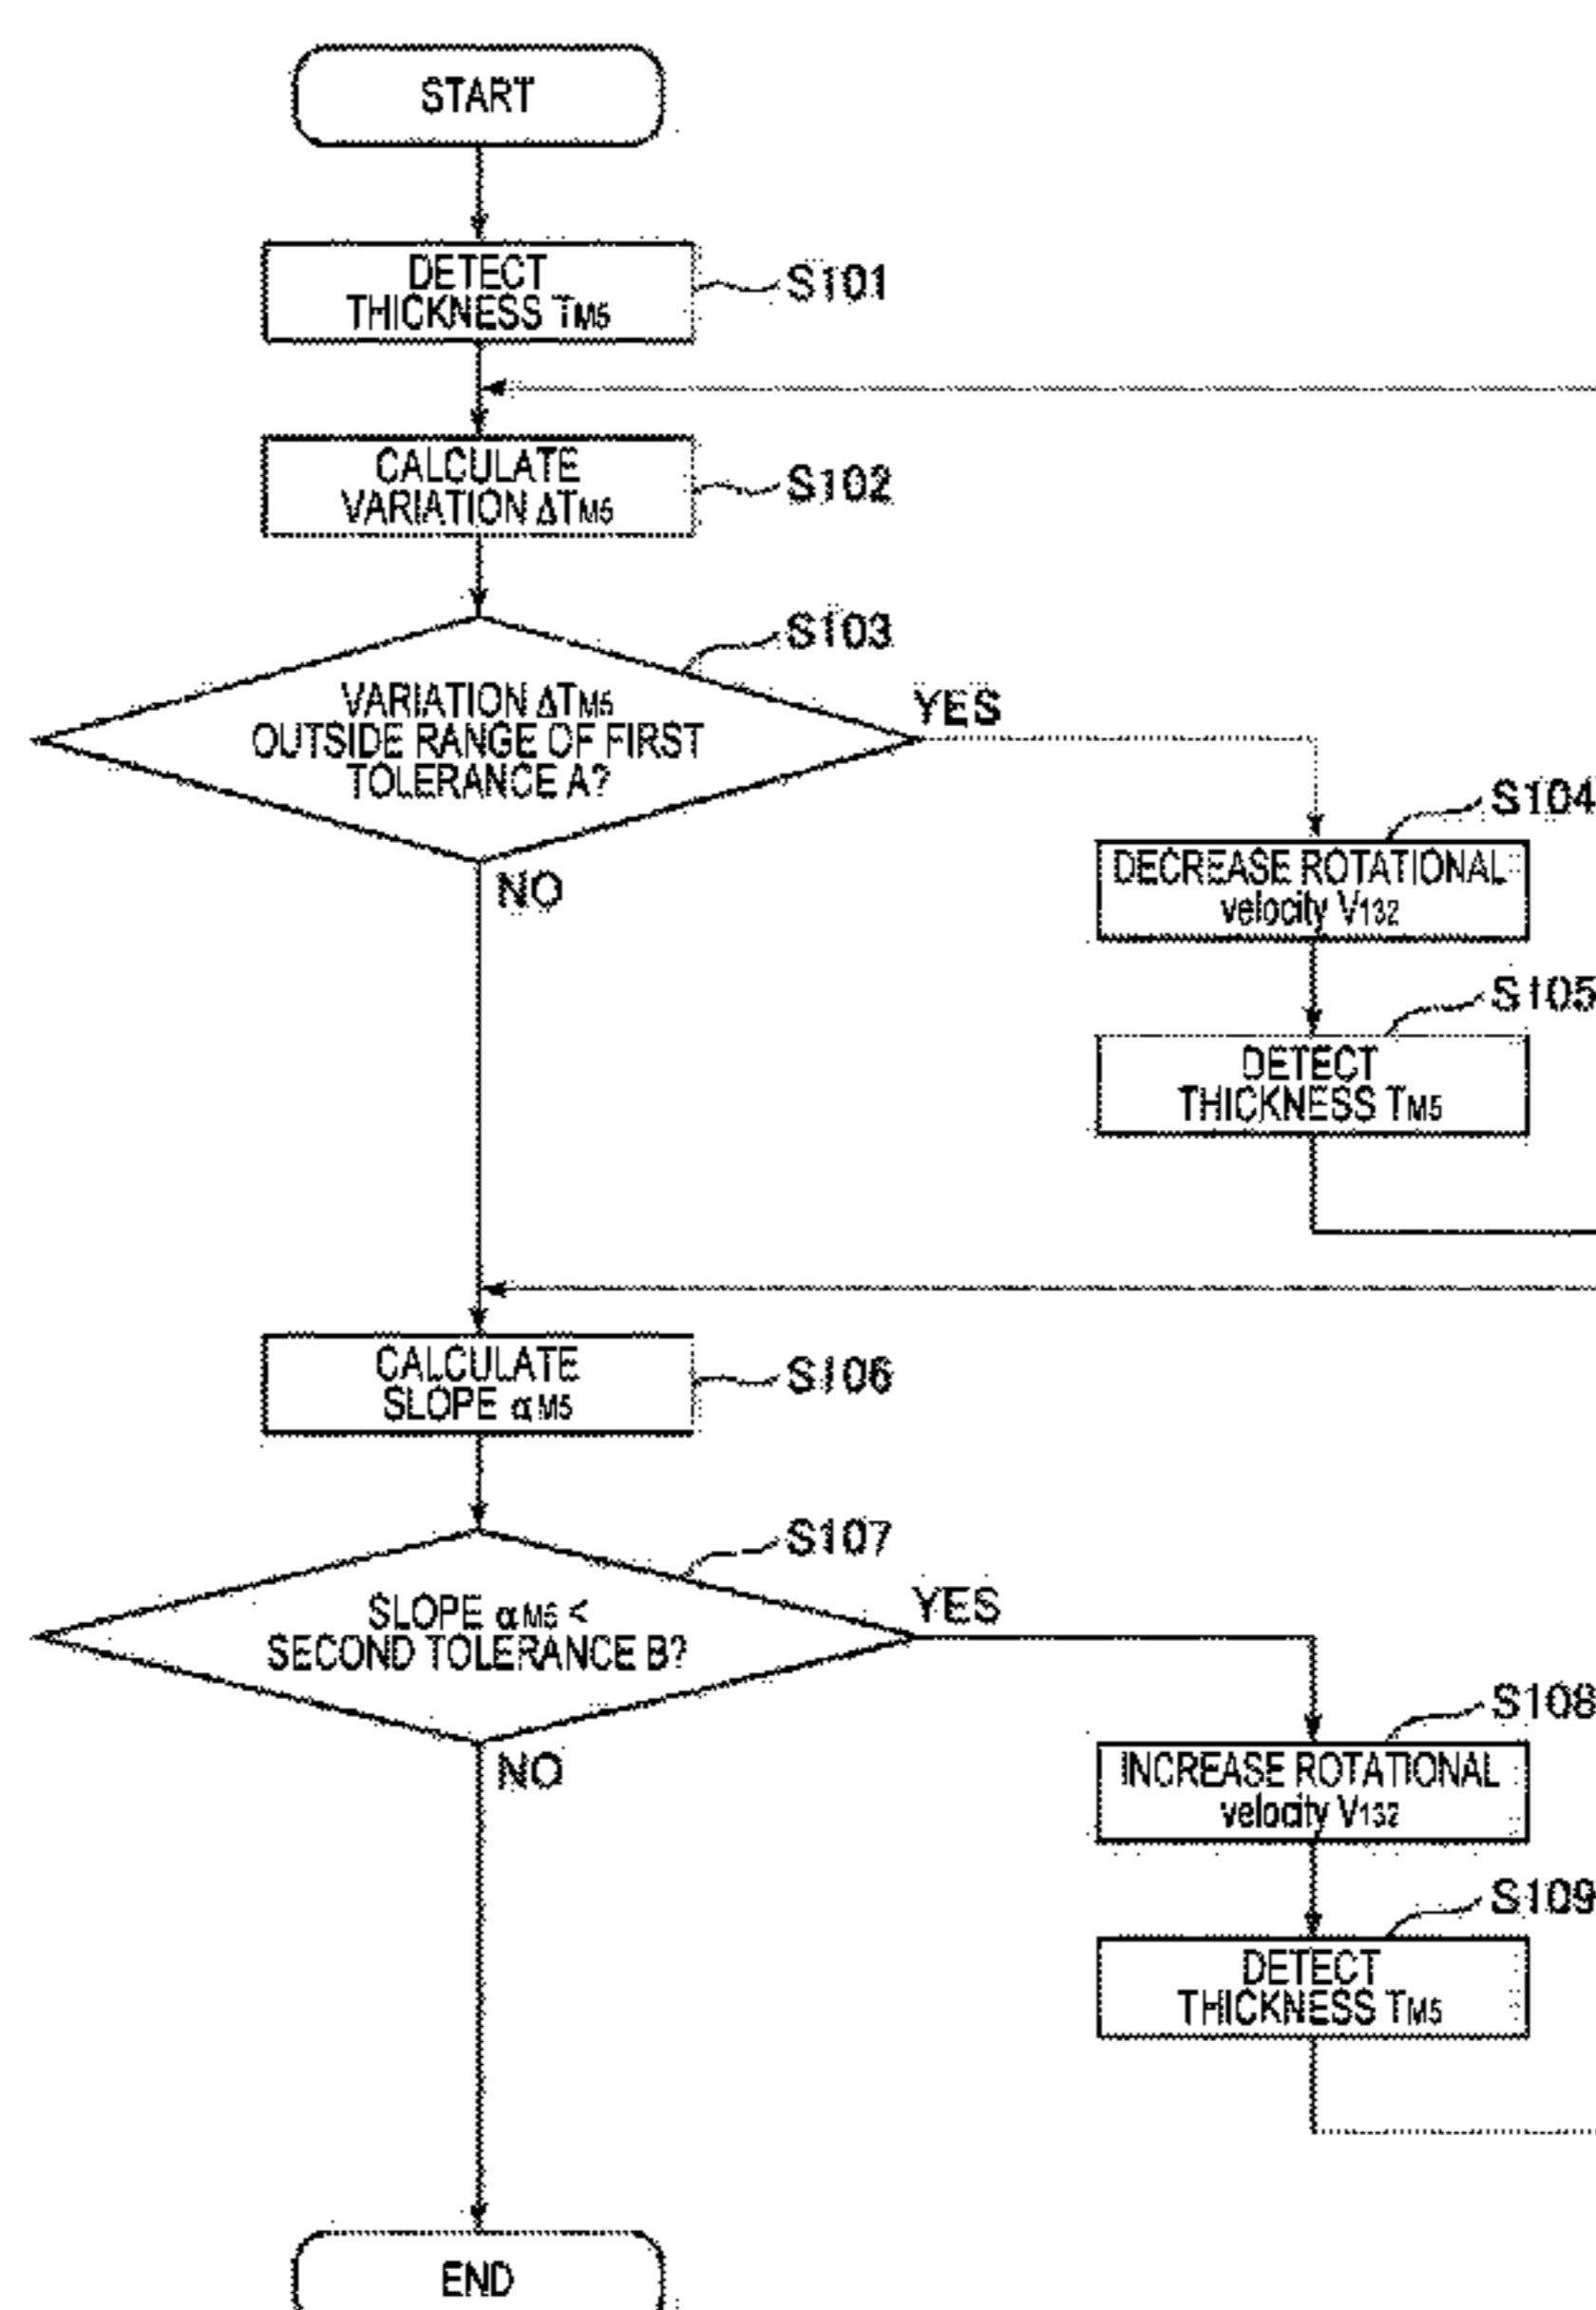 START
DETECT
THICKNESS TM5
S101
CALCULATE
VARIATION ΔTM5
S102
S103
VARIATION ΔTM5
OUTSIDE RANGE OF FIRST
TOLERANCE A?
YES
NO
S104
DECREASE ROTATIONAL
velocity V132
S105
DETECT
THICKNESS TM5
CALCULATE
SLOPE αM5
S106
S107
SLOPE αM5 <
SECOND TOLERANCE B?
YES
NO
S108
INCREASE ROTATIONAL
velocity V132
S109
DETECT
THICKNESS TM5
END